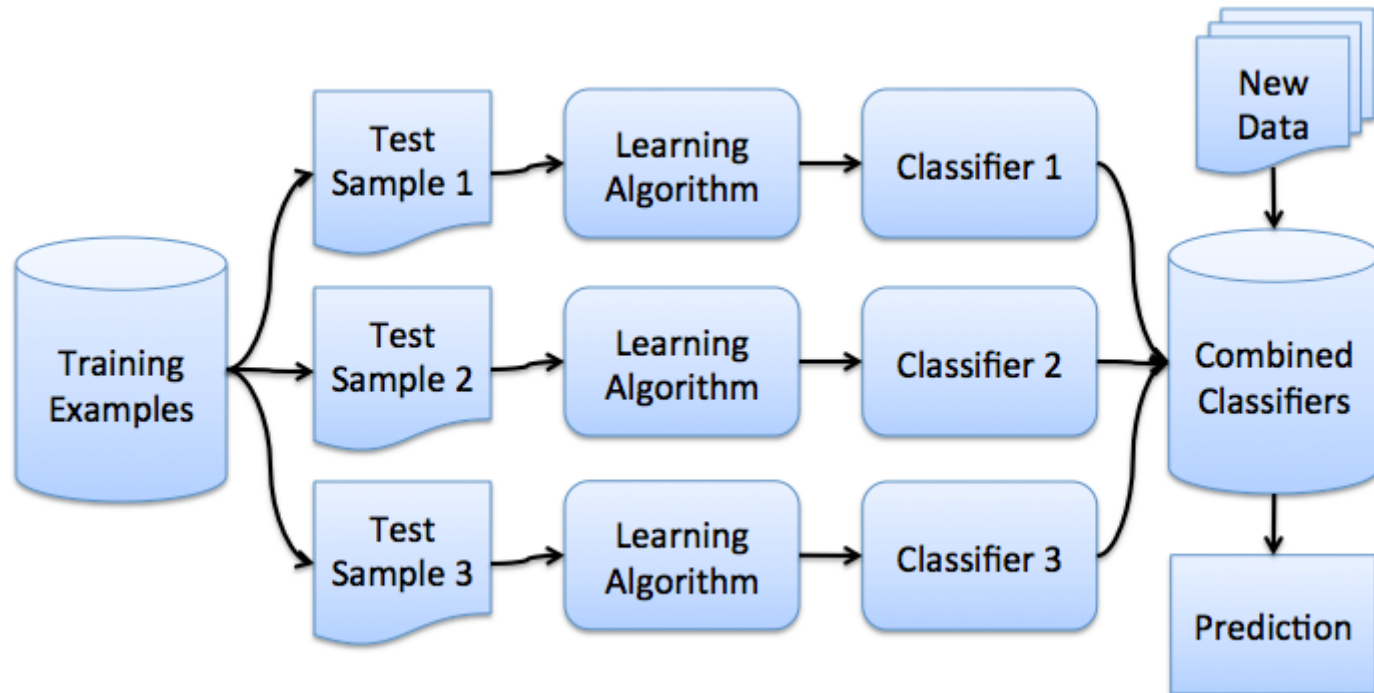 Training
Examples
Test
Sample 1
Learning
Algorithm
Classifier 1
Test
Sample 2
Learning
Algorithm
Classifier 2
Test
Sample 3
Learning
Algorithm
Classifier 3
New
Data
Combined
Classifiers
Prediction